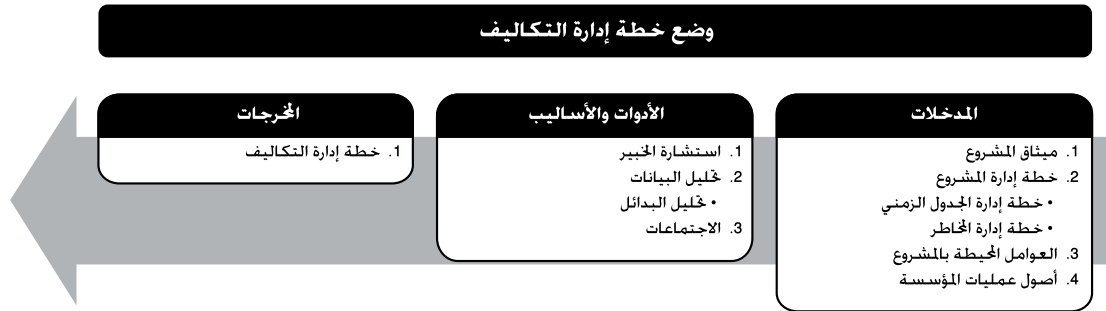 وضع خطة إدارة التكاليف
المدخلات
1. ميثاق المشروع
2. خطة إدارة المشروع
• خطة إدارة الجدول الزمني
• خطة إدارة المخاطر
3. العوامل المحيطة بالمشروع
4. أصول عمليات المؤسسة
الأدوات والأساليب
1. استشارة الخبير
2. تحليل البيانات
• تحليل البدائل
3. الاجتماعات
المخرجات
1. خطة إدارة التكاليف